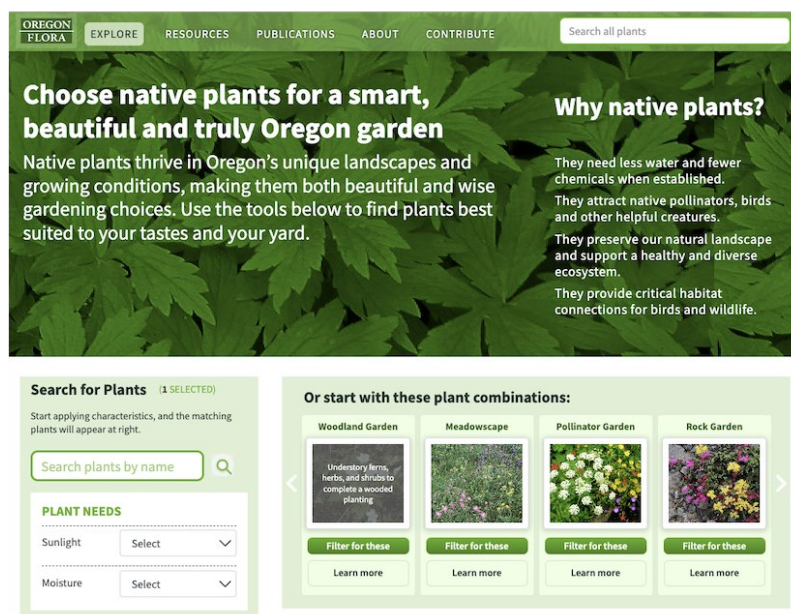 OREGON
FLORA
EXPLORE
RESOURCES
PUBLICATIONS
ABOUT
CONTRIBUTE
Search all plants
Choose native plants for a smart,
beautiful and truly Oregon garden
Native plants thrive in Oregon's unique landscapes and
growing conditions, making them both beautiful and wise
gardening choices. Use the tools below to find plants best
suited to your tastes and your yard.
Why native plants?
They need less water and fewer
chemicals when established.
They attract native pollinators, birds
and other helpful creatures.
They preserve our natural landscape
and support a healthy and diverse
ecosystem.
They provide critical habitat
connections for birds and wildlife.
Search for Plants (1 SELECTED)
Start applying characteristics, and the matching
plants will appear at right.
Search plants by name
PLANT NEEDS
Sunlight Select
Moisture Select
Or start with these plant combinations:
Woodland Garden
Understory ferns,
herbs, and shrubs to
complete a wooded
planting
Filter for these
Learn more
Meadowscape
Filter for these
Learn more
Pollinator Garden
Filter for these
Learn more
Rock Garden
Filter for these
Learn more